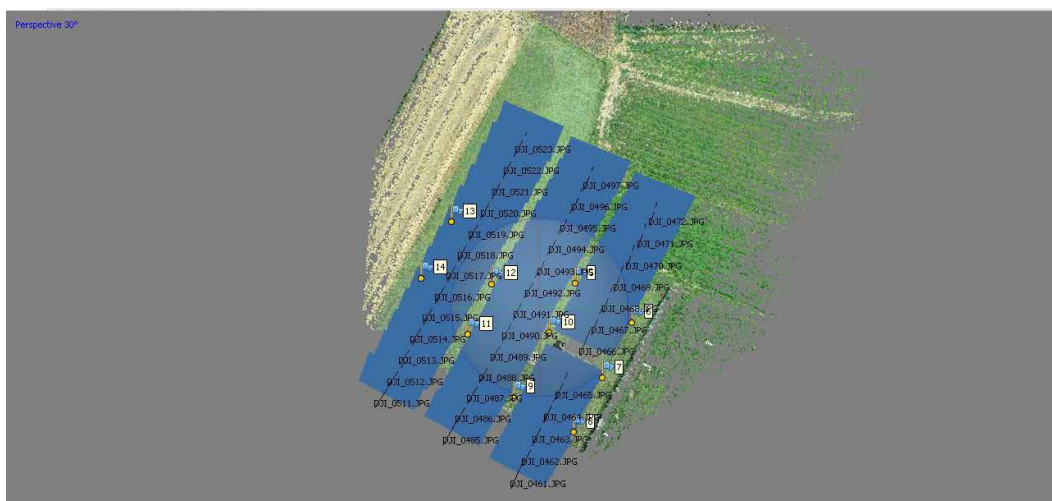 Perspective 30°
DJI_0523.JPG
DJI_0522.JPG
DJI_0521.JPG
DJI_0520.JPG
DJI_0519.JPG
DJI_0518.JPG
DJI_0517.JPG
DJI_0516.JPG
DJI_0515.JPG
DJI_0514.JPG
DJI_0513.JPG
DJI_0512.JPG
DJI_0511.JPG
DJI_0497.JPG
DJI_0496.JPG
DJI_0495.JPG
DJI_0494.JPG
DJI_0493.JPG
DJI_0492.JPG
DJI_0491.JPG
DJI_0490.JPG
DJI_0489.JPG
DJI_0488.JPG
DJI_0487.JPG
DJI_0486.JPG
DJI_0485.JPG
DJI_0472.JPG
DJI_0471.JPG
DJI_0470.JPG
DJI_0469.JPG
DJI_0468.JPG
DJI_0467.JPG
DJI_0466.JPG
DJI_0465.JPG
DJI_0464.JPG
DJI_0463.JPG
DJI_0462.JPG
DJI_0461.JPG
13
14
12
11
5
10
9
6
7
8